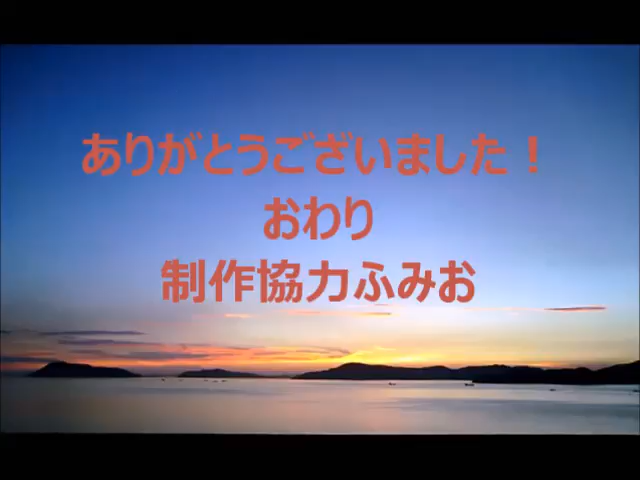 ありがとうございました！
おわり
制作協力ふみお